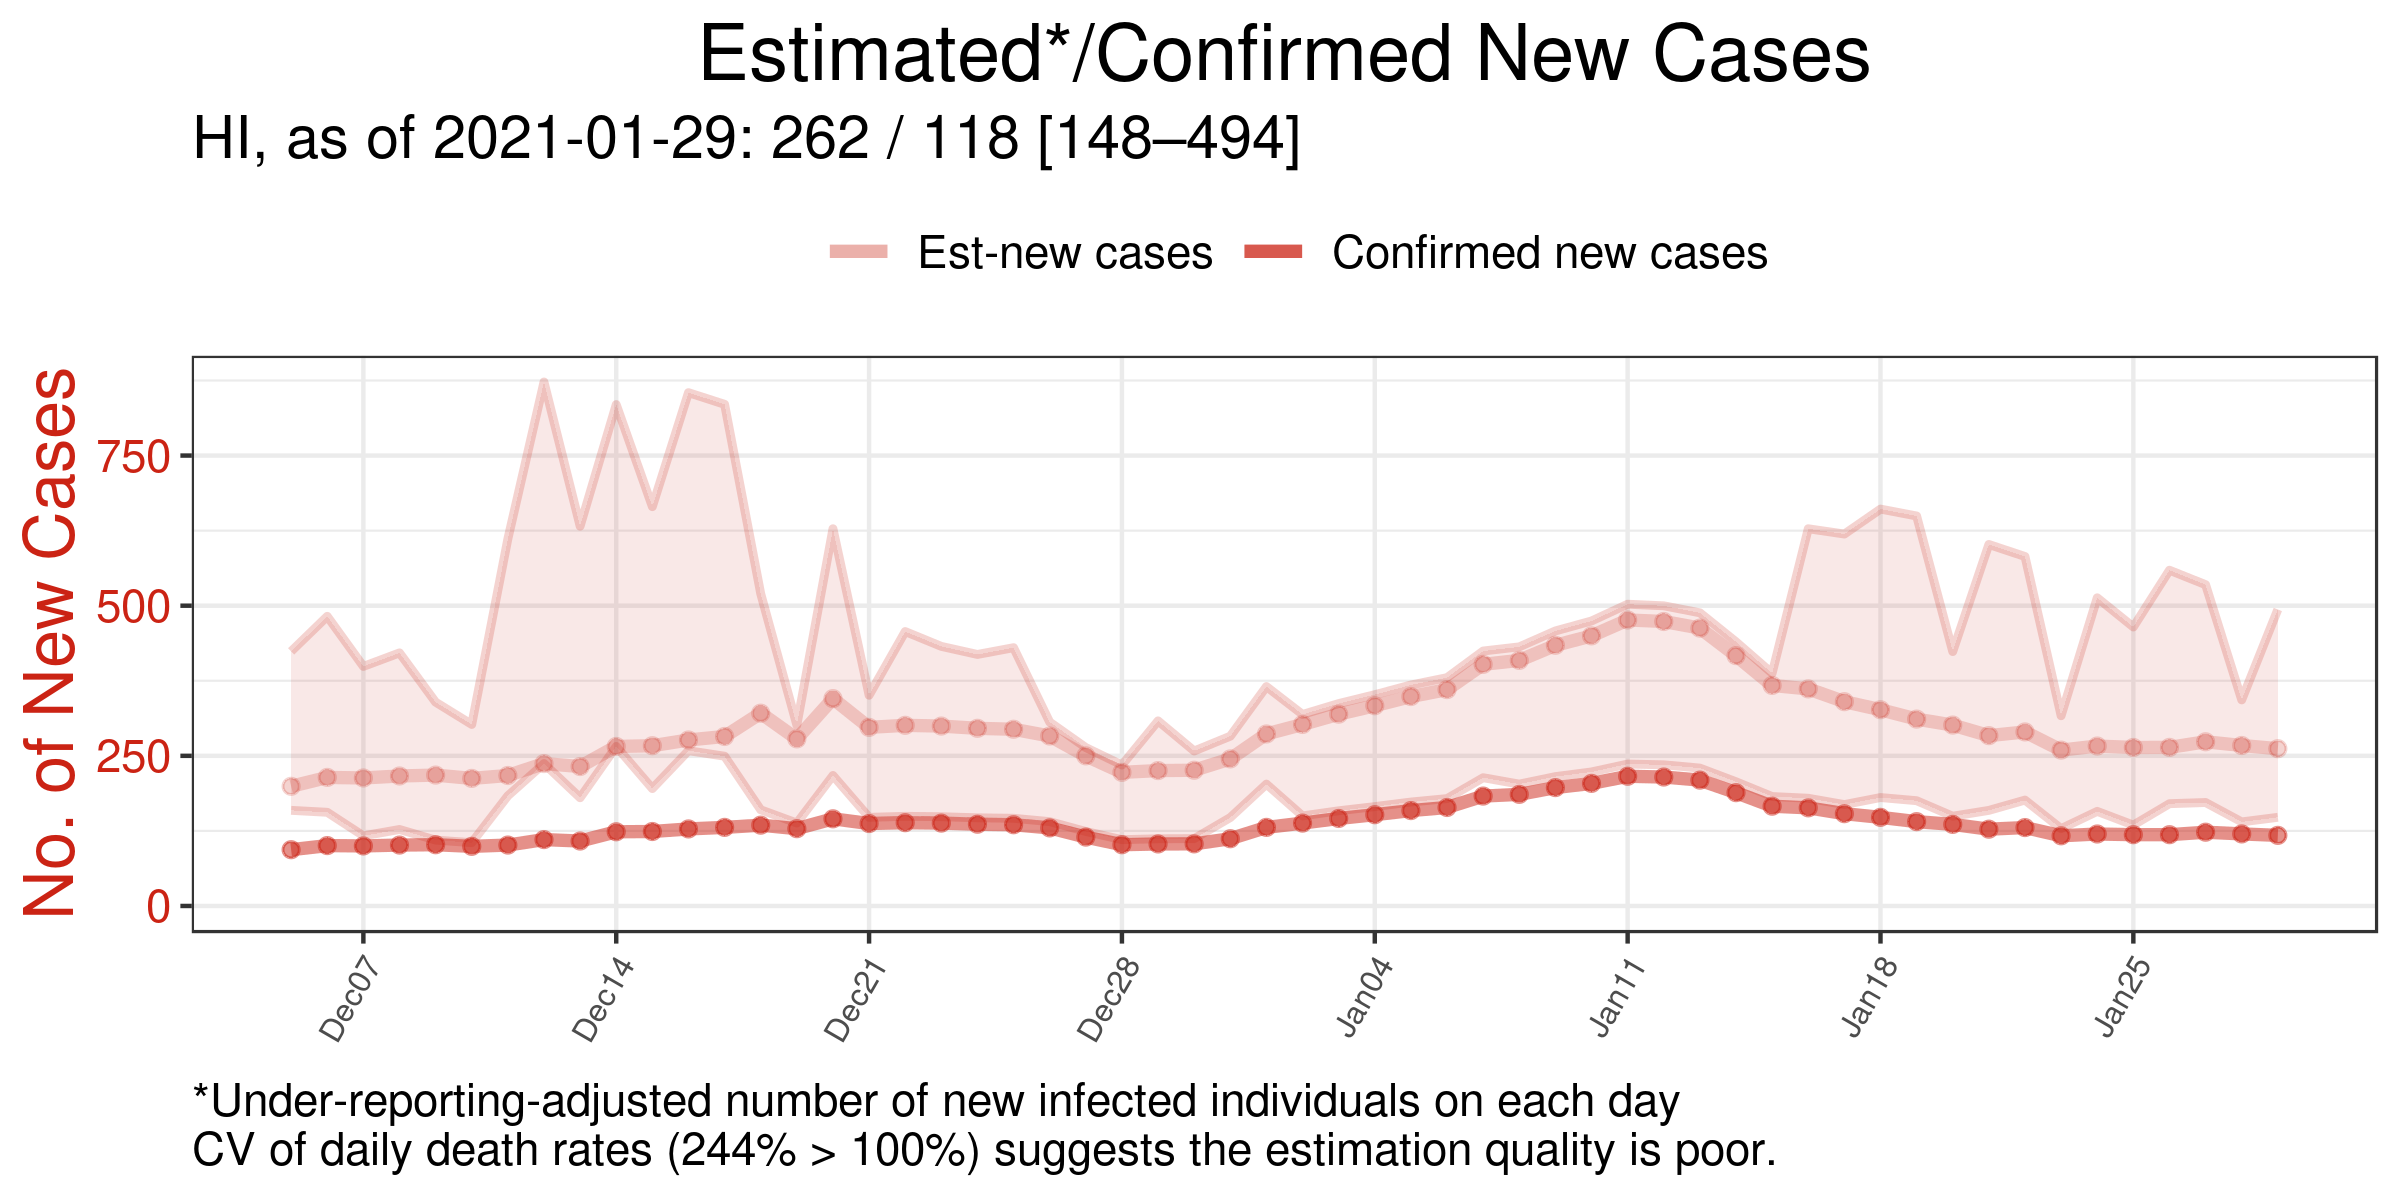 Estimated*/Confirmed New Cases
HI, as of 2021-01-29: 262 / 118 [148–494]
Est-new cases
Confirmed new cases
No. of New Cases
750
500
250
0
Dec07
Dec14
Dec21
Dec28
Jan04
Jan11
Jan18
Jan25
*Under-reporting-adjusted number of new infected individuals on each day
CV of daily death rates (244% > 100%) suggests the estimation quality is poor.